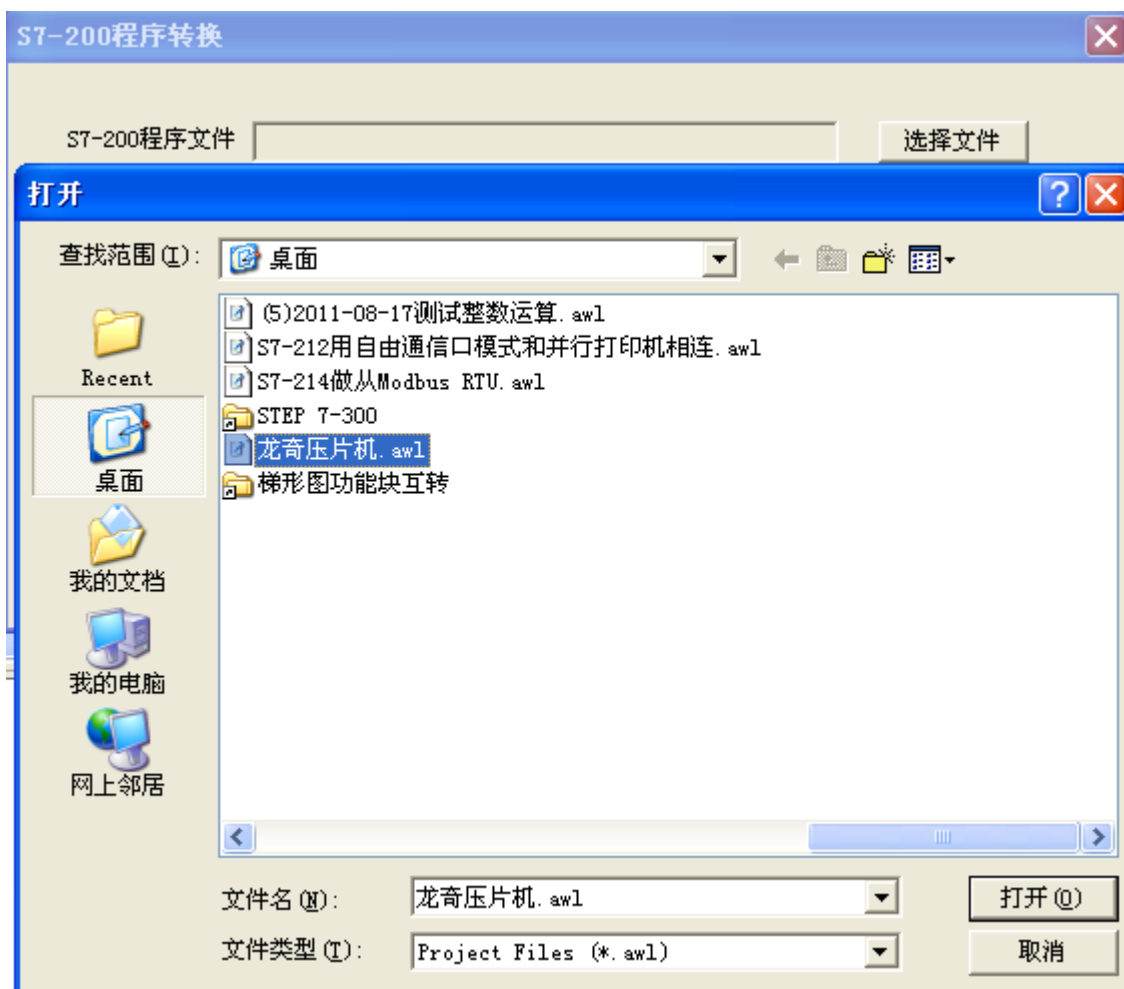 S7-200程序转换
S7-200程序文件
选择文件
打开
查找范围(I):
桌面
Recent
桌面
我的文档
我的电脑
网上邻居
(5)2011-08-17测试整数运算.awl
S7-212用自由通信口模式和并行打印机相连.awl
S7-214做从Modbus RTU.awl
STEP 7-300
龙奇压片机.awl
梯形图功能块互转
文件名(N):
龙奇压片机.awl
打开(O)
文件类型(T):
Project Files (*.awl)
取消